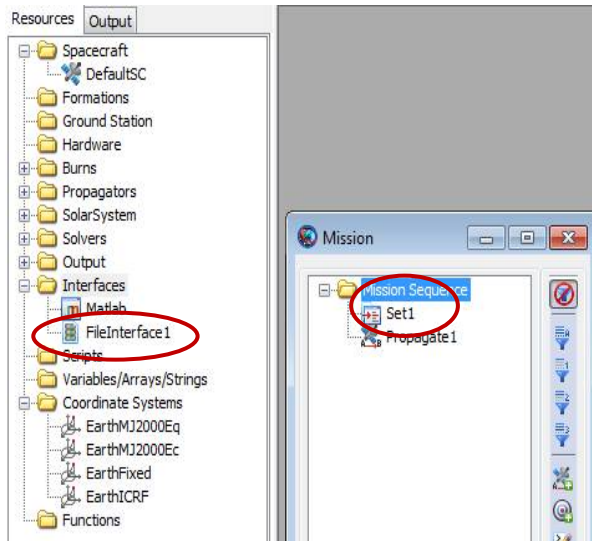 Resources Output
Spacecraft
DefaultSC
Formations
Ground Station
Hardware
Burns
Propagators
SolarSystem
Solvers
Output
Interfaces
Matlab
FileInterface1
Scripts
Variables/Arrays/Strings
Coordinate Systems
EarthMJ2000Eq
EarthMJ2000Ec
EarthFixed
EarthICRF
Functions
Mission
Mission Sequence
Set1
Propagate1